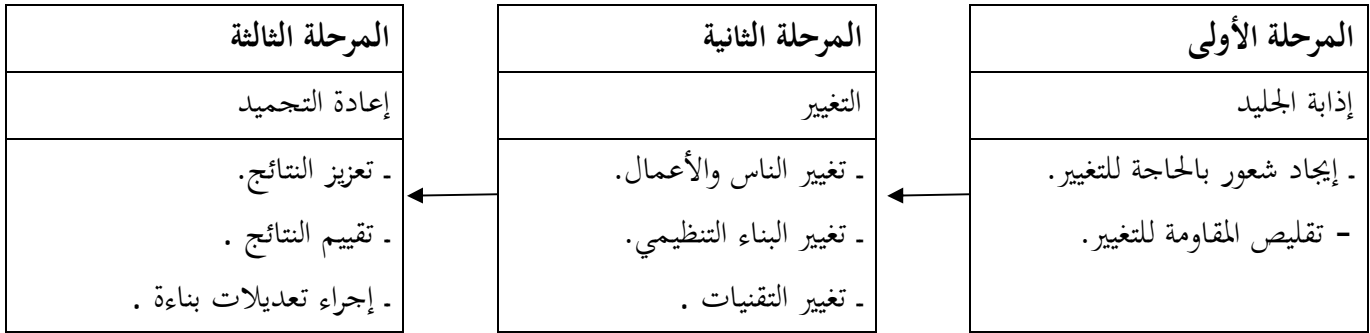 المرحلة الأولى
إذابة الجليد
ـ إيجاد شعور بالحاجة للتغيير.
- تقليص المقاومة للتغيير.
المرحلة الثانية
التغيير
ـ تغيير الناس والأعمال.
ـ تغيير البناء التنظيمي.
ـ تغيير التقنيات .
المرحلة الثالثة
إعادة التجميد
ـ تعزيز النتائج.
ـ تقييم النتائج .
ـ إجراء تعديلات بناءة .